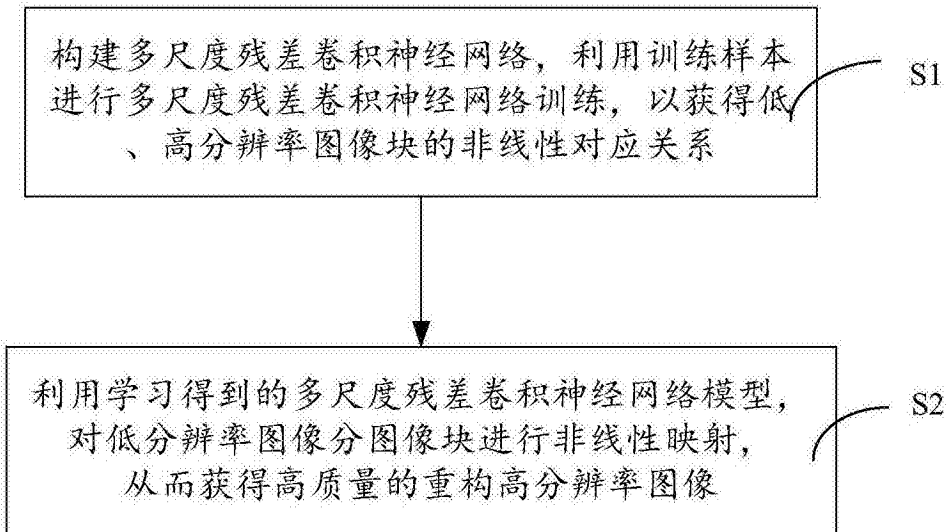 构建多尺度残差卷积神经网络，利用训练样本
进行多尺度残差卷积神经网络训练，以获得低
、高分辨率图像块的非线性对应关系
S1
利用学习得到的多尺度残差卷积神经网络模型，
对低分辨率图像分图像块进行非线性映射，
从而获得高质量的重构高分辨率图像
S2